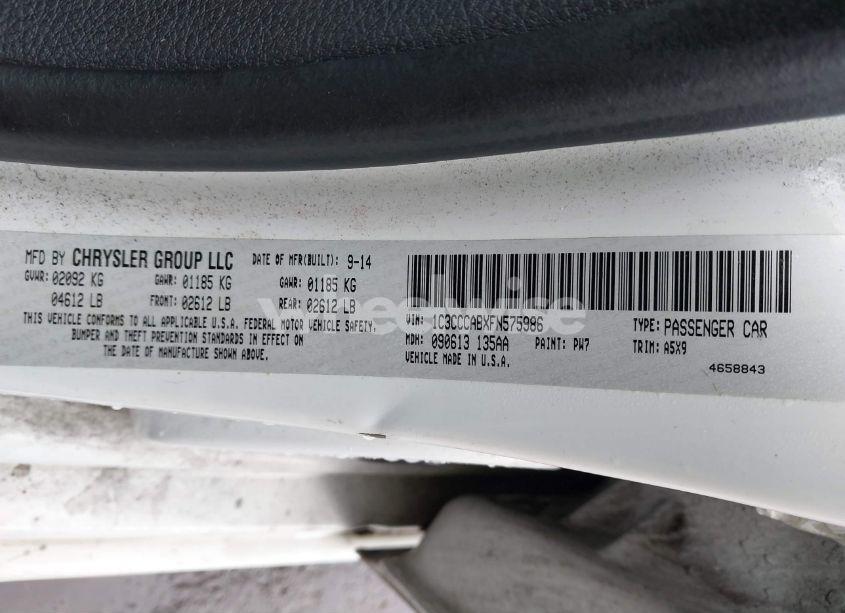 MFD BY CHRYSLER GROUP LLC DATE OF MFR(BUILT): 9-14
GVWR: 02092 KG GAWR: 01185 KG GAWR: 01185 KG
04612 LB FRONT: 02612 LB REAR: 02612 LB
THIS VEHICLE CONFORMS TO ALL APPLICABLE U.S.A. FEDERAL MOTOR VEHICLE SAFETY,
BUMPER AND THEFT PREVENTION STANDARDS IN EFFECT ON
THE DATE OF MANUFACTURE SHOWN ABOVE.
VIN: 1C3CCCABXFN575986 TYPE: PASSENGER CAR
MDH: 090613 135AA PAINT: PW7 TRIM: A5X9
VEHICLE MADE IN U.S.A.
4658843
wheelwise